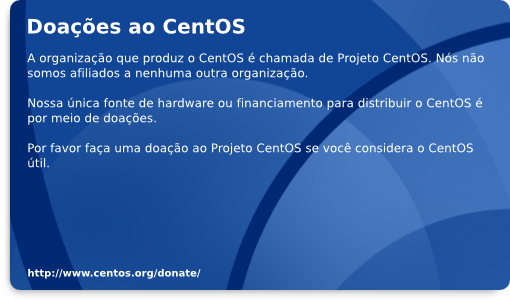 Doações ao CentOS
A organização que produz o CentOS é chamada de Projeto CentOS. Nós não
somos afiliados a nenhuma outra organização.
Nossa única fonte de hardware ou financiamento para distribuir o CentOS é
por meio de doações.
Por favor faça uma doação ao Projeto CentOS se você considera o CentOS
útil.
http://www.centos.org/donate/